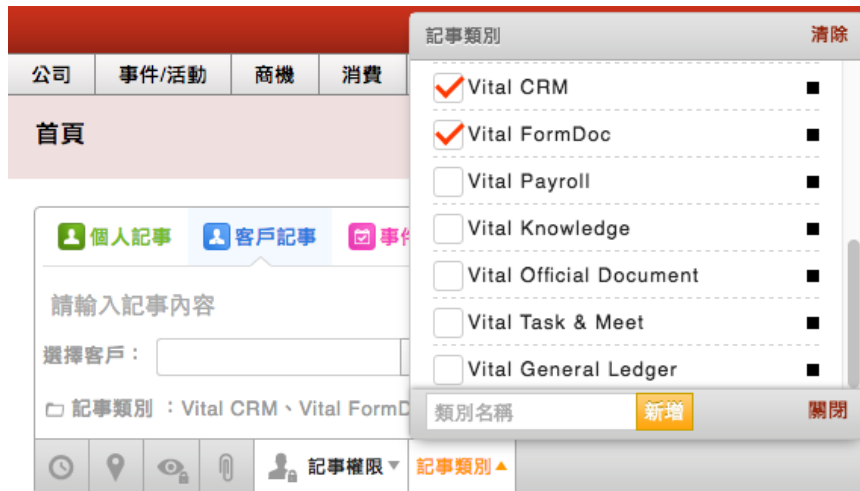 公司
事件/活動
商機
消費
首頁
個人記事
客戶記事
事件
請輸入記事內容
選擇客戶：
記事類別 ：Vital CRM、Vital FormD
記事權限▼
記事類別▲
記事類別
清除
Vital CRM
Vital FormDoc
Vital Payroll
Vital Knowledge
Vital Official Document
Vital Task & Meet
Vital General Ledger
類別名稱
新增
關閉